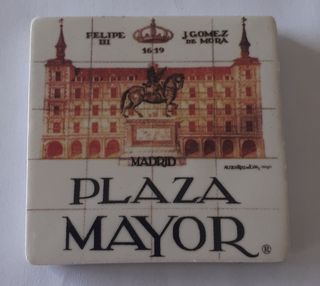 FELIPE III
1619
J.GOMEZ DE MORA
MADRID
PLAZA
MAYOR ®